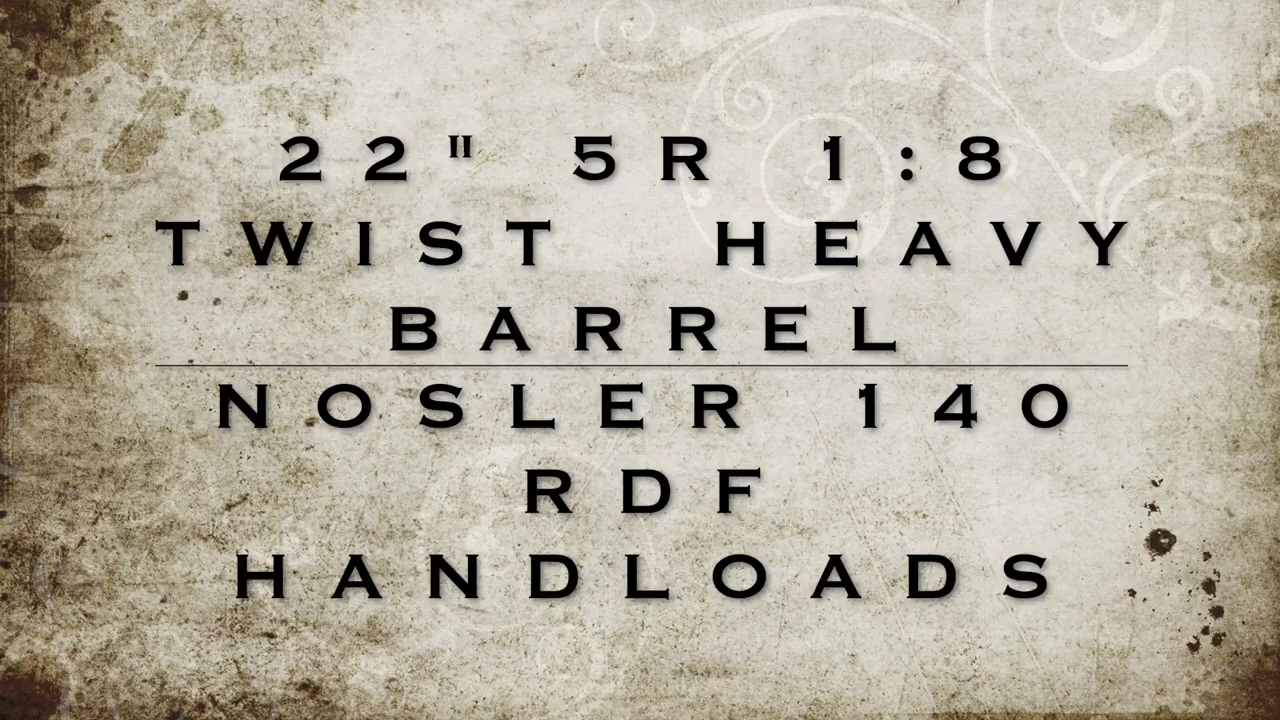 22" 5R 1:8
TWIST HEAVY
BARREL
NOSLER 140
RDF
HANDLOADS